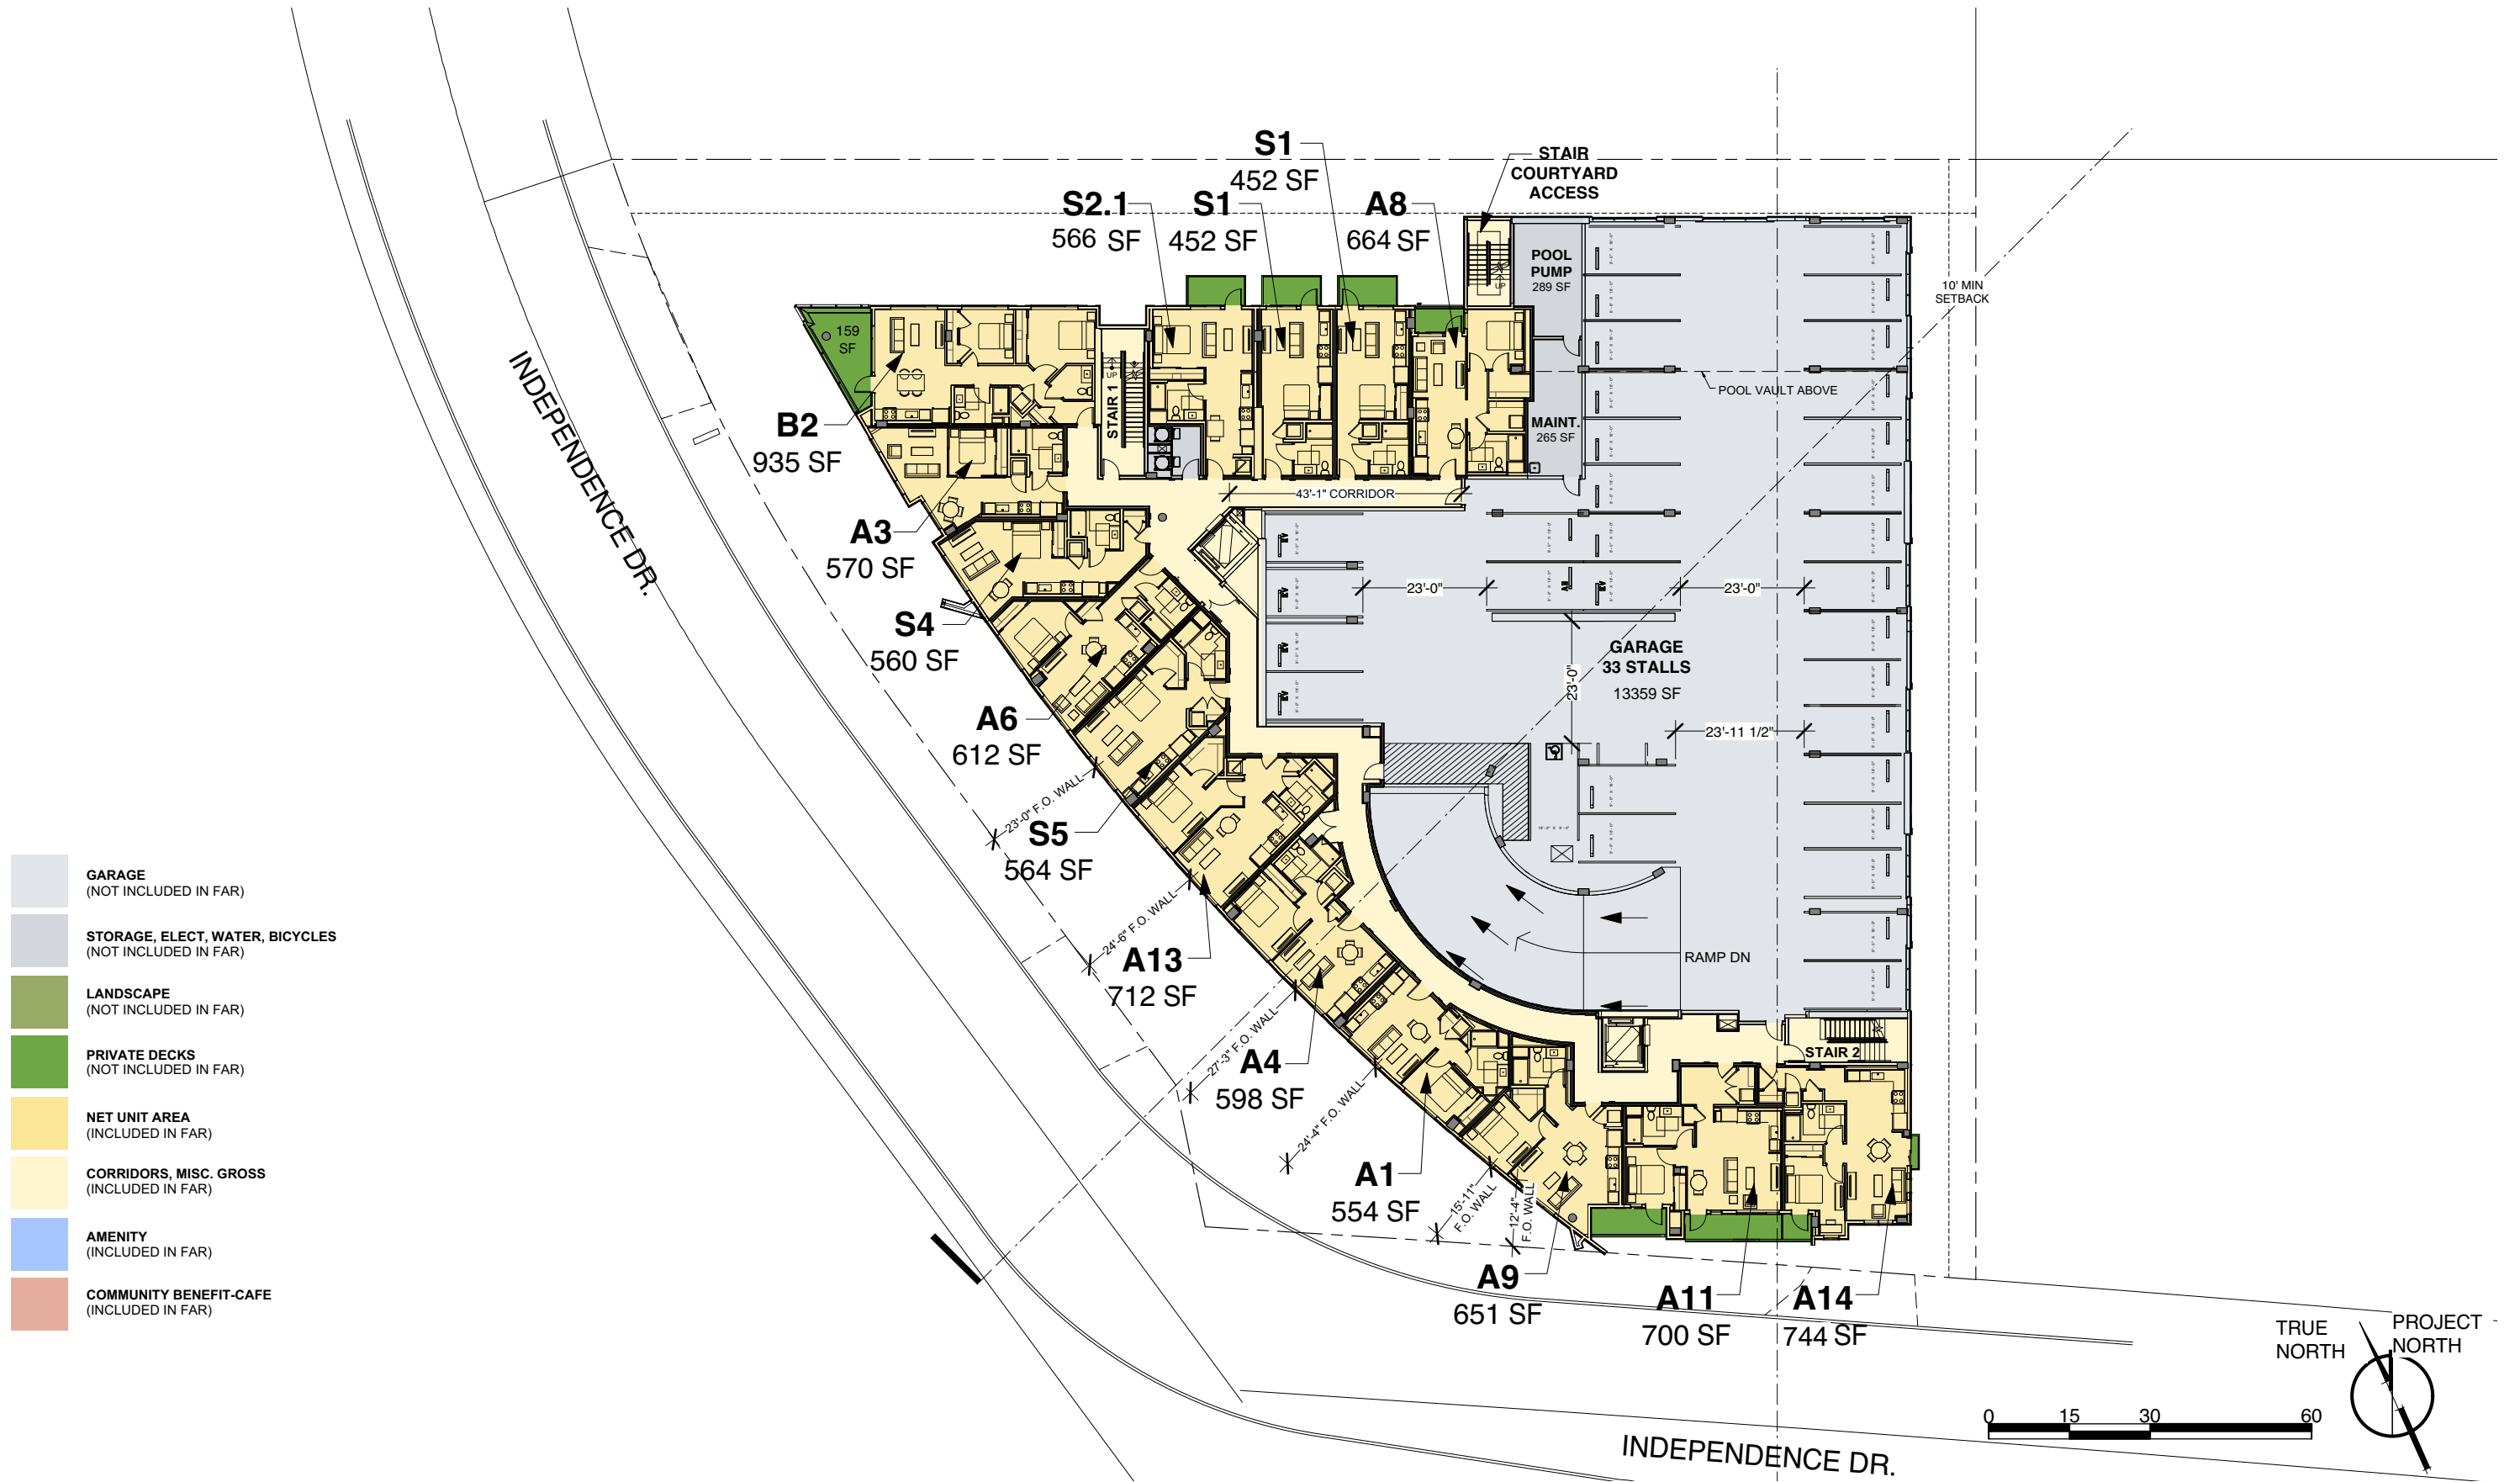 S1
452 SF
STAIR
COURTYARD
ACCESS
S2.1
566 SF
S1
452 SF
A8
664 SF
POOL
PUMP
289 SF
UP
10' MIN
SETBACK
159
SF
UP
STAIR 1
POOL VAULT ABOVE
INDEPENDENCE DR.
B2
935 SF
MAINT.
265 SF
43'-1" CORRIDOR
A3
570 SF
23'-0"
23'-0"
S4
560 SF
GARAGE
33 STALLS
13359 SF
23'-0"
A6
612 SF
23'-11 1/2"
23'-0" F.O. WALL
S5
564 SF
24'-6" F.O. WALL
A13
712 SF
RAMP DN
27'-3" F.O. WALL
A4
598 SF
STAIR 2
24'-4" F.O. WALL
A1
554 SF
15'-11"
F.O. WALL
12'-4"
F.O. WALL
A9
651 SF
A11
700 SF
A14
744 SF
GARAGE
(NOT INCLUDED IN FAR)
STORAGE, ELECT, WATER, BICYCLES
(NOT INCLUDED IN FAR)
LANDSCAPE
(NOT INCLUDED IN FAR)
PRIVATE DECKS
(NOT INCLUDED IN FAR)
NET UNIT AREA
(INCLUDED IN FAR)
CORRIDORS, MISC. GROSS
(INCLUDED IN FAR)
AMENITY
(INCLUDED IN FAR)
COMMUNITY BENEFIT-CAFE
(INCLUDED IN FAR)
TRUE
NORTH
PROJECT
NORTH
0 15 30 60
INDEPENDENCE DR.